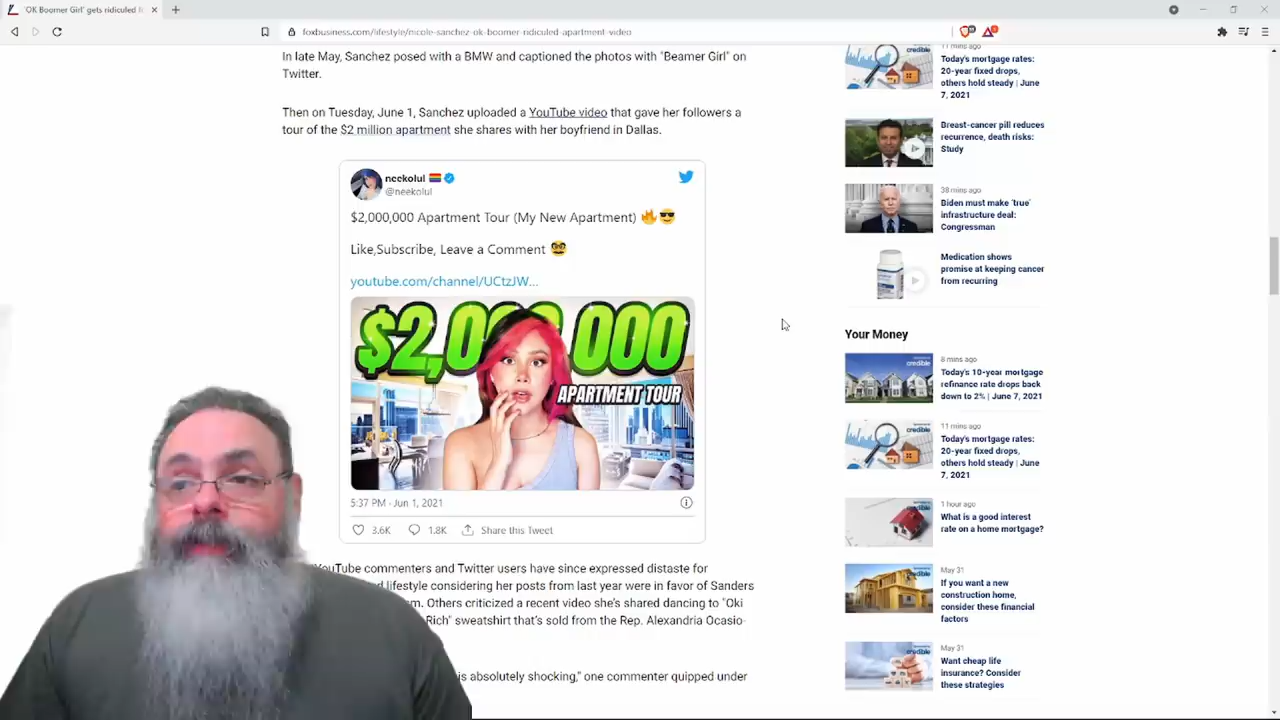 'OK Boomer Girl' gets ridiculed
foxbusiness.com/lifestyle/nicole-sanchez-ok-boomer-ridiculed-apartment-video
In late May, Sanchez posed with a BMW and captioned the photos with "Beamer Girl" on
Twitter.
Then on Tuesday, June 1, Sanchez uploaded a YouTube video that gave her followers a
tour of the $2 million apartment she shares with her boyfriend in Dallas.
neekolul
@neekolul
$2,000,000 Apartment Tour (My New Apartment) 🔥😎
Like,Subscribe, Leave a Comment 🤓
youtube.com/channel/UCtzJW...
APARTMENT TOUR
5:37 PM · Jun 1, 2021
3.6K 1.8K Share this Tweet
YouTube commenters and Twitter users have since expressed distaste for
festyle considering her posts from last year were in favor of Sanders
m. Others criticized a recent video she's shared dancing to "Oki
Rich" sweatshirt that's sold from the Rep. Alexandria Ocasio-
is absolutely shocking," one commenter quipped under
credible
11 mins ago
Today's mortgage rates:
20-year fixed drops,
others hold steady | June
7, 2021
Breast-cancer pill reduces
recurrence, death risks:
Study
38 mins ago
Biden must make 'true'
infrastructure deal:
Congressman
Medication shows
promise at keeping cancer
from recurring
Your Money
credible
8 mins ago
Today's 10-year mortgage
refinance rate drops back
down to 2% | June 7, 2021
credible
11 mins ago
Today's mortgage rates:
20-year fixed drops,
others hold steady | June
7, 2021
1 hour ago
What is a good interest
rate on a home mortgage?
credible
May 31
If you want a new
construction home,
consider these financial
factors
credible
May 31
Want cheap life
insurance? Consider
these strategies